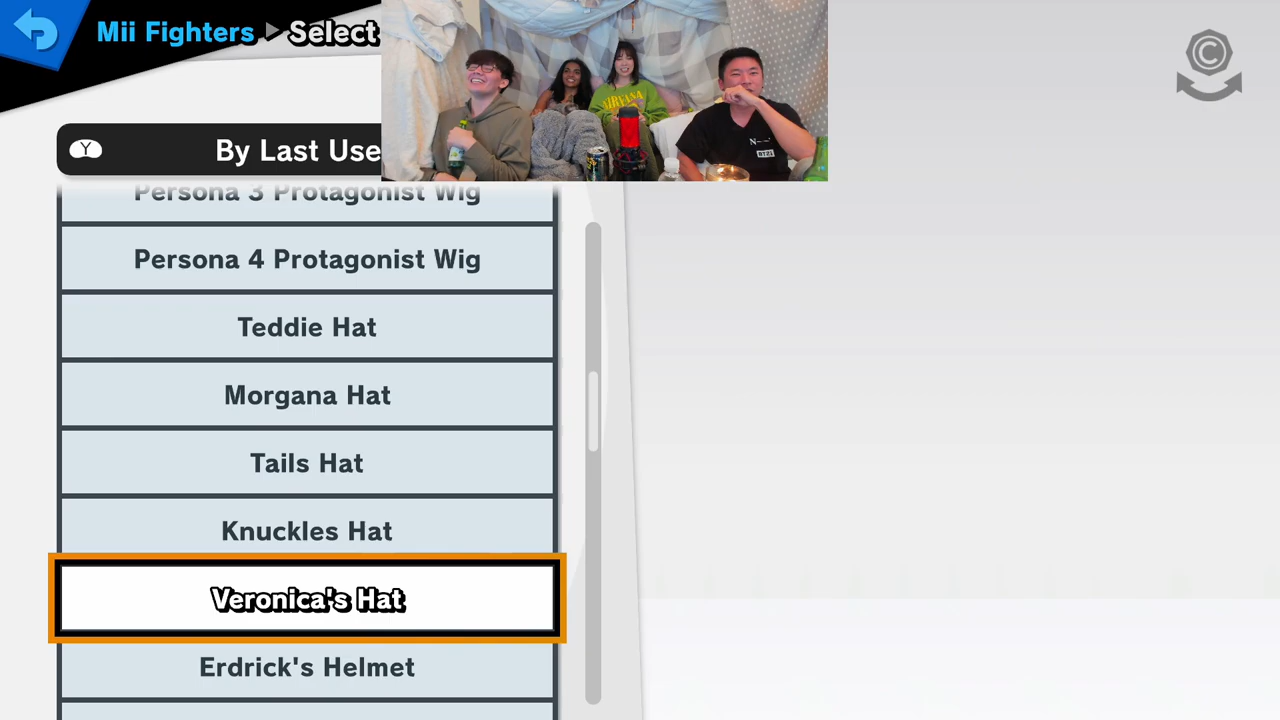 Mii Fighters ▶ Select
Y
By Last Use
Persona 3 Protagonist Wig
Persona 4 Protagonist Wig
Teddie Hat
Morgana Hat
Tails Hat
Knuckles Hat
Veronica's Hat
Erdrick's Helmet
C
NIRVANA